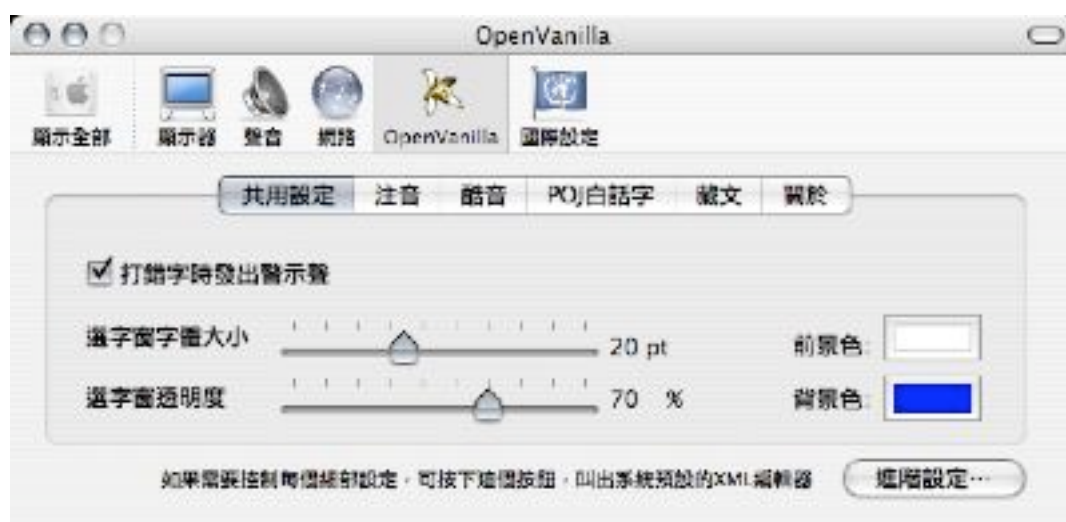 OpenVanilla
顯示全部 顯示器 聲音 網路 OpenVanilla 國際設定
共用設定 注音 酷音 POJ白話字 藏文 關於
打錯字時發出警示聲
選字窗字體大小 20 pt 前景色:
選字窗透明度 70 % 背景色:
如果需要控制每個細部設定，可按下這個按鈕，叫出系統預設的XML編輯器 進階設定…